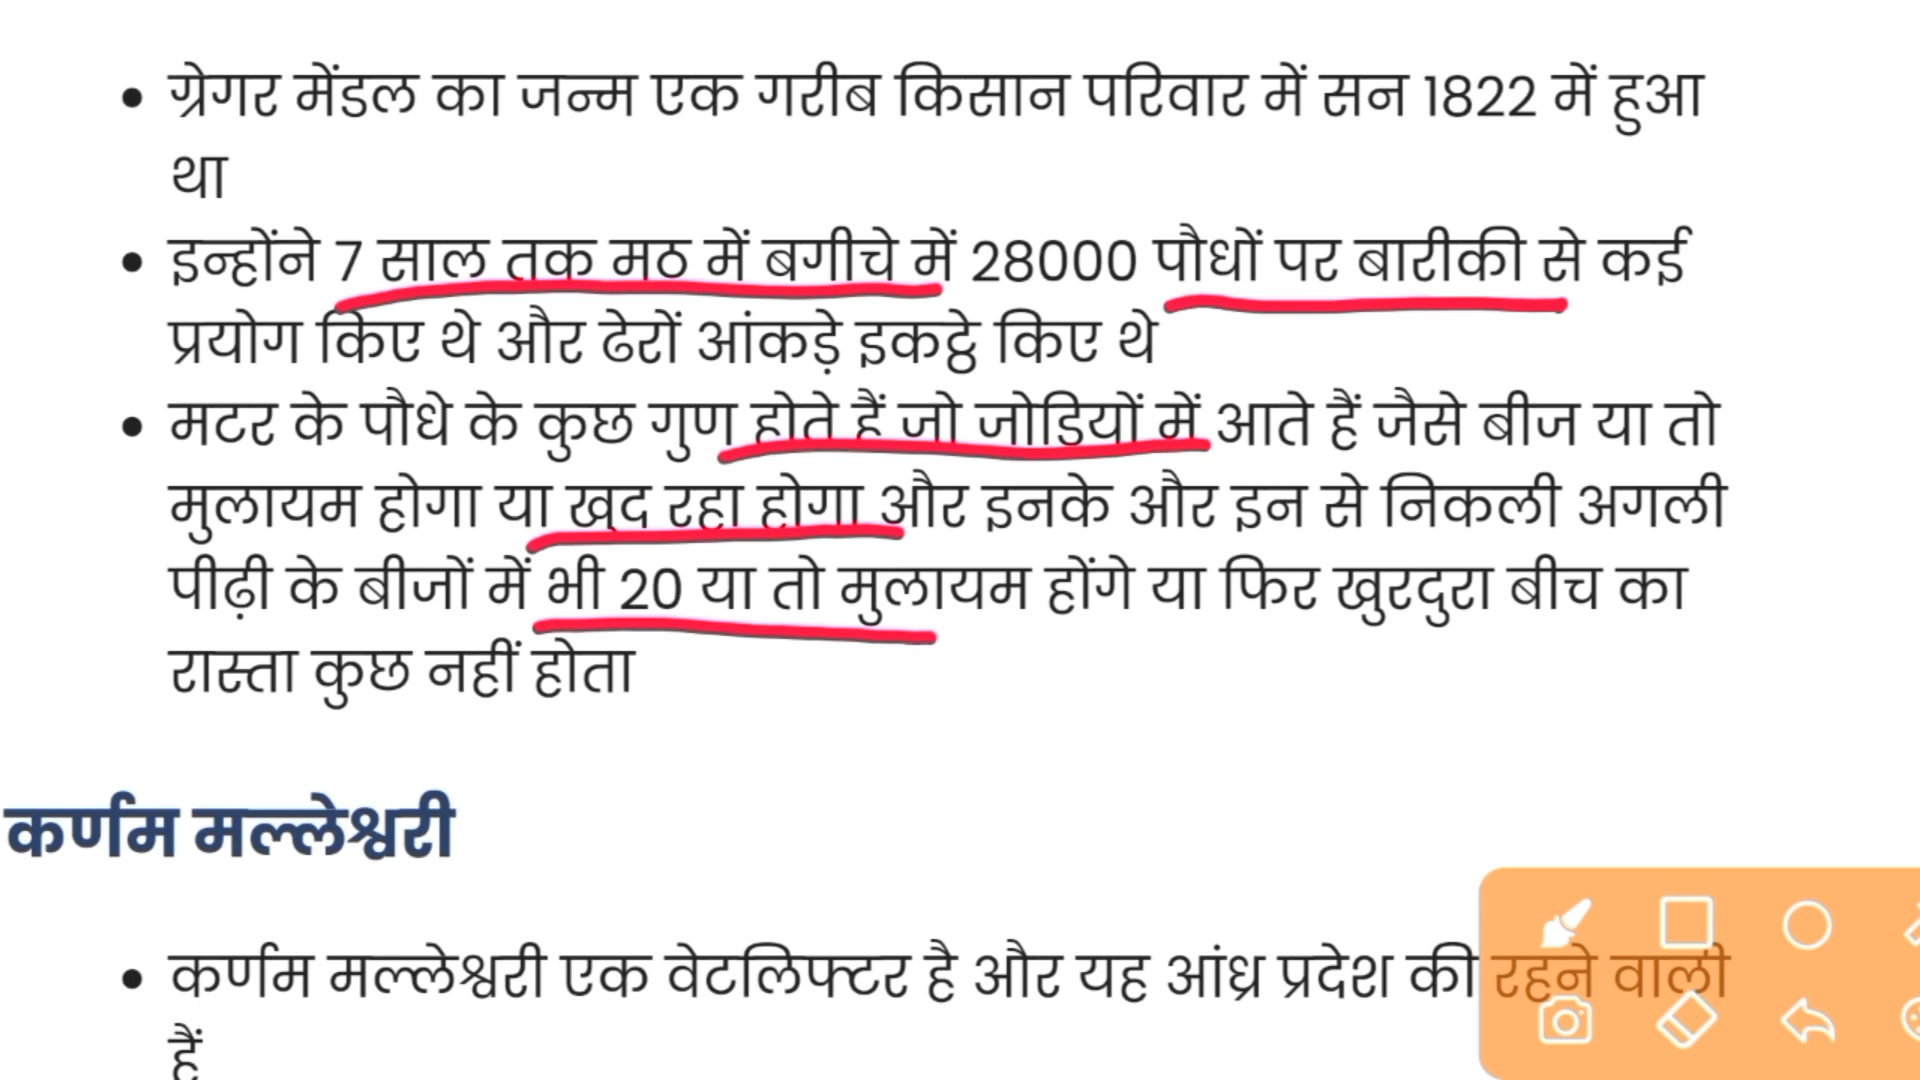 ग्रेगर मेंडल का जन्म एक गरीब किसान परिवार में सन 1822 में हुआ
था
इन्होंने 7 साल तक मठ में बगीचे में 28000 पौधों पर बारीकी से कई
प्रयोग किए थे और ढेरों आंकड़े इकट्ठे किए थे
मटर के पौधे के कुछ गुण होते हैं जो जोडियों में आते हैं जैसे बीज या तो
मुलायम होगा या खुद रहा होगा और इनके और इन से निकली अगली
पीढ़ी के बीजों में भी 20 या तो मुलायम होंगे या फिर खुरदुरा बीच का
रास्ता कुछ नहीं होता
कर्णम मल्लेश्वरी
कर्णम मल्लेश्वरी एक वेटलिफ्टर है और यह आंध्र प्रदेश की रहने वाली
हैं